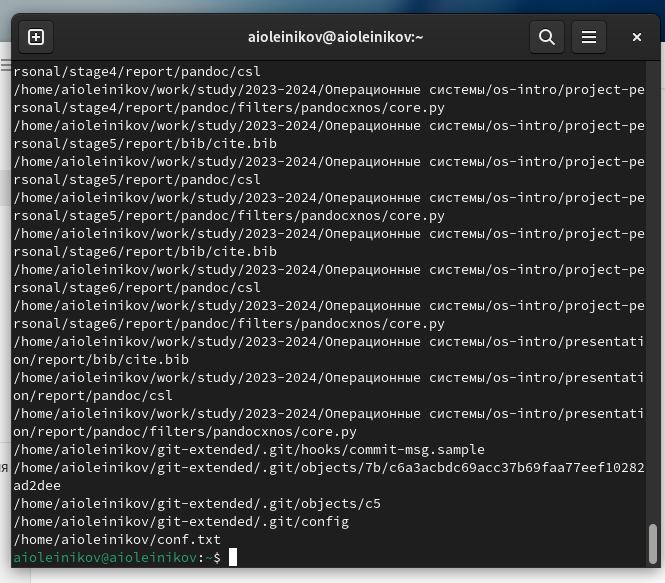 aioleinikov@aioleinikov:~
rsonal/stage4/report/pandoc/csl
/home/aioleinikov/work/study/2023-2024/Операционные системы/os-intro/project-pe
rsonal/stage4/report/pandoc/filters/pandocxnos/core.py
/home/aioleinikov/work/study/2023-2024/Операционные системы/os-intro/project-pe
rsonal/stage5/report/bib/cite.bib
/home/aioleinikov/work/study/2023-2024/Операционные системы/os-intro/project-pe
rsonal/stage5/report/pandoc/csl
/home/aioleinikov/work/study/2023-2024/Операционные системы/os-intro/project-pe
rsonal/stage5/report/pandoc/filters/pandocxnos/core.py
/home/aioleinikov/work/study/2023-2024/Операционные системы/os-intro/project-pe
rsonal/stage6/report/bib/cite.bib
/home/aioleinikov/work/study/2023-2024/Операционные системы/os-intro/project-pe
rsonal/stage6/report/pandoc/csl
/home/aioleinikov/work/study/2023-2024/Операционные системы/os-intro/project-pe
rsonal/stage6/report/pandoc/filters/pandocxnos/core.py
/home/aioleinikov/work/study/2023-2024/Операционные системы/os-intro/presentati
on/report/bib/cite.bib
/home/aioleinikov/work/study/2023-2024/Операционные системы/os-intro/presentati
on/report/pandoc/csl
/home/aioleinikov/work/study/2023-2024/Операционные системы/os-intro/presentati
on/report/pandoc/filters/pandocxnos/core.py
/home/aioleinikov/git-extended/.git/hooks/commit-msg.sample
/home/aioleinikov/git-extended/.git/objects/7b/c6a3acbdc69acc37b69faa77eef10282
ad2dee
/home/aioleinikov/git-extended/.git/objects/c5
/home/aioleinikov/git-extended/.git/config
/home/aioleinikov/conf.txt
aioleinikov@aioleinikov:~$